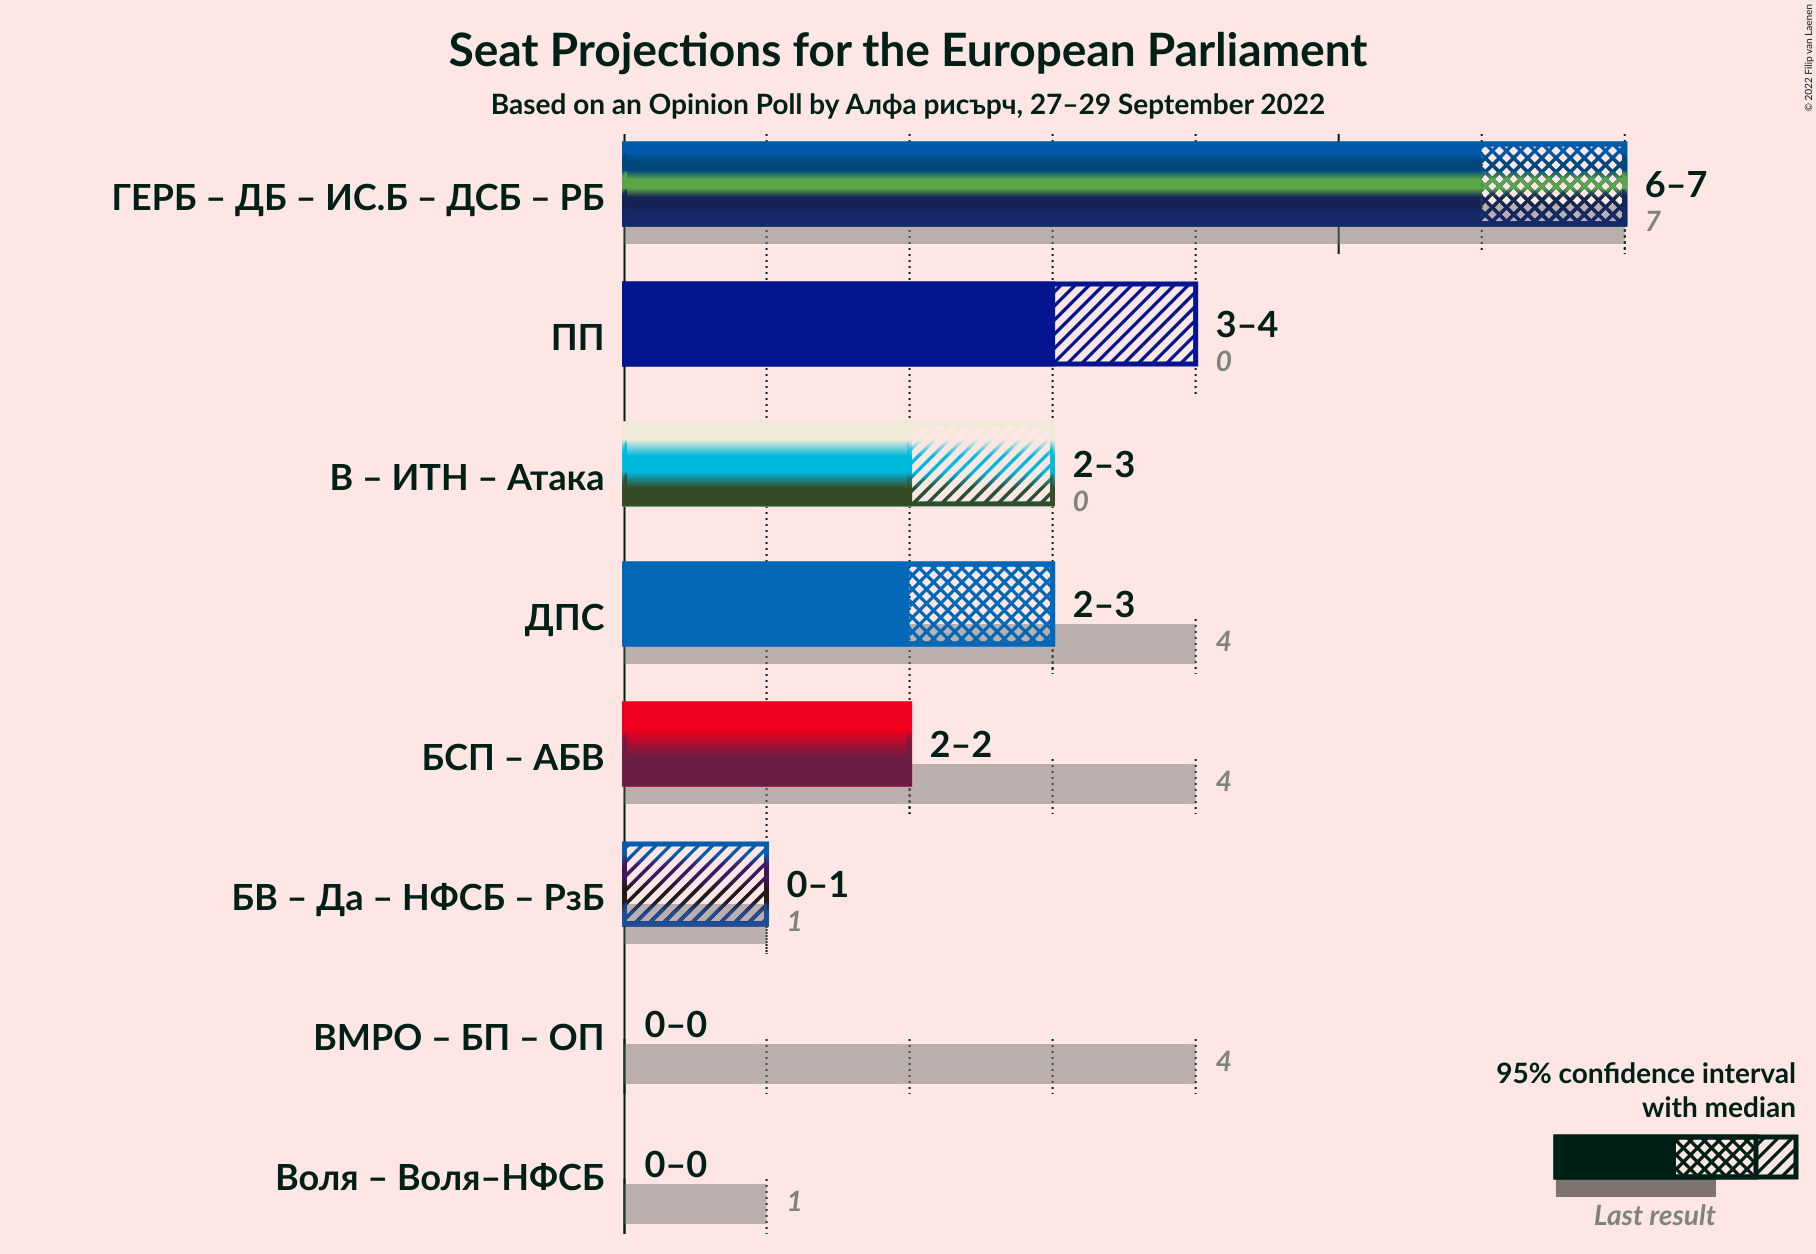 Seat Projections for the European Parliament
Based on an Opinion Poll by Алфа рисърч, 27–29 September 2022
© 2022 Filip van Laenen
ГЕРБ – ДБ – ИС.Б – ДСБ – РБ
6–7
7
ПП
3–4
0
В – ИТН – Атака
2–3
0
ДПС
2–3
4
БСП – АБВ
2–2
4
БВ – Да – НФСБ – РзБ
0–1
1
ВМРО – БП – ОП
0–0
4
Воля – Воля–НФСБ
0–0
1
95% confidence interval
with median
Last result